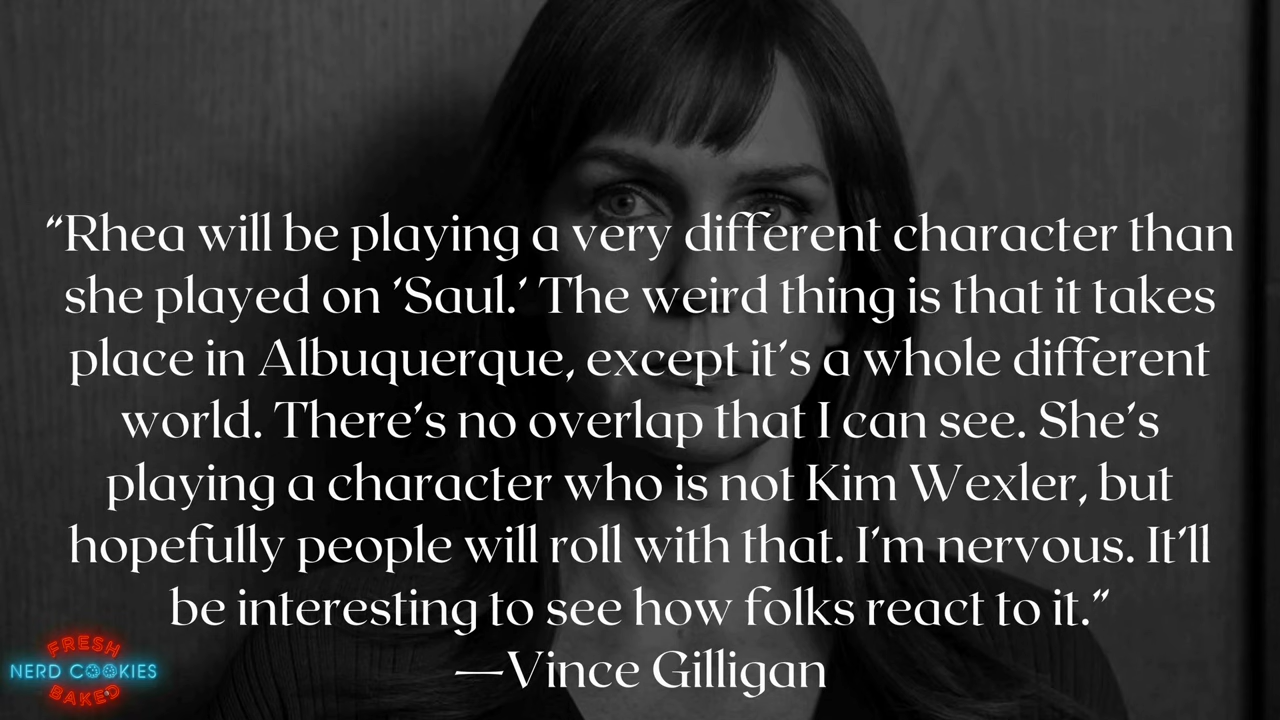 “Rhea will be playing a very different character than
she played on ‘Saul.’ The weird thing is that it takes
place in Albuquerque, except it’s a whole different
world. There’s no overlap that I can see. She’s
playing a character who is not Kim Wexler, but
hopefully people will roll with that. I’m nervous. It’ll
be interesting to see how folks react to it.”
—Vince Gilligan
FRESH
NERD COOKIES
BAKED